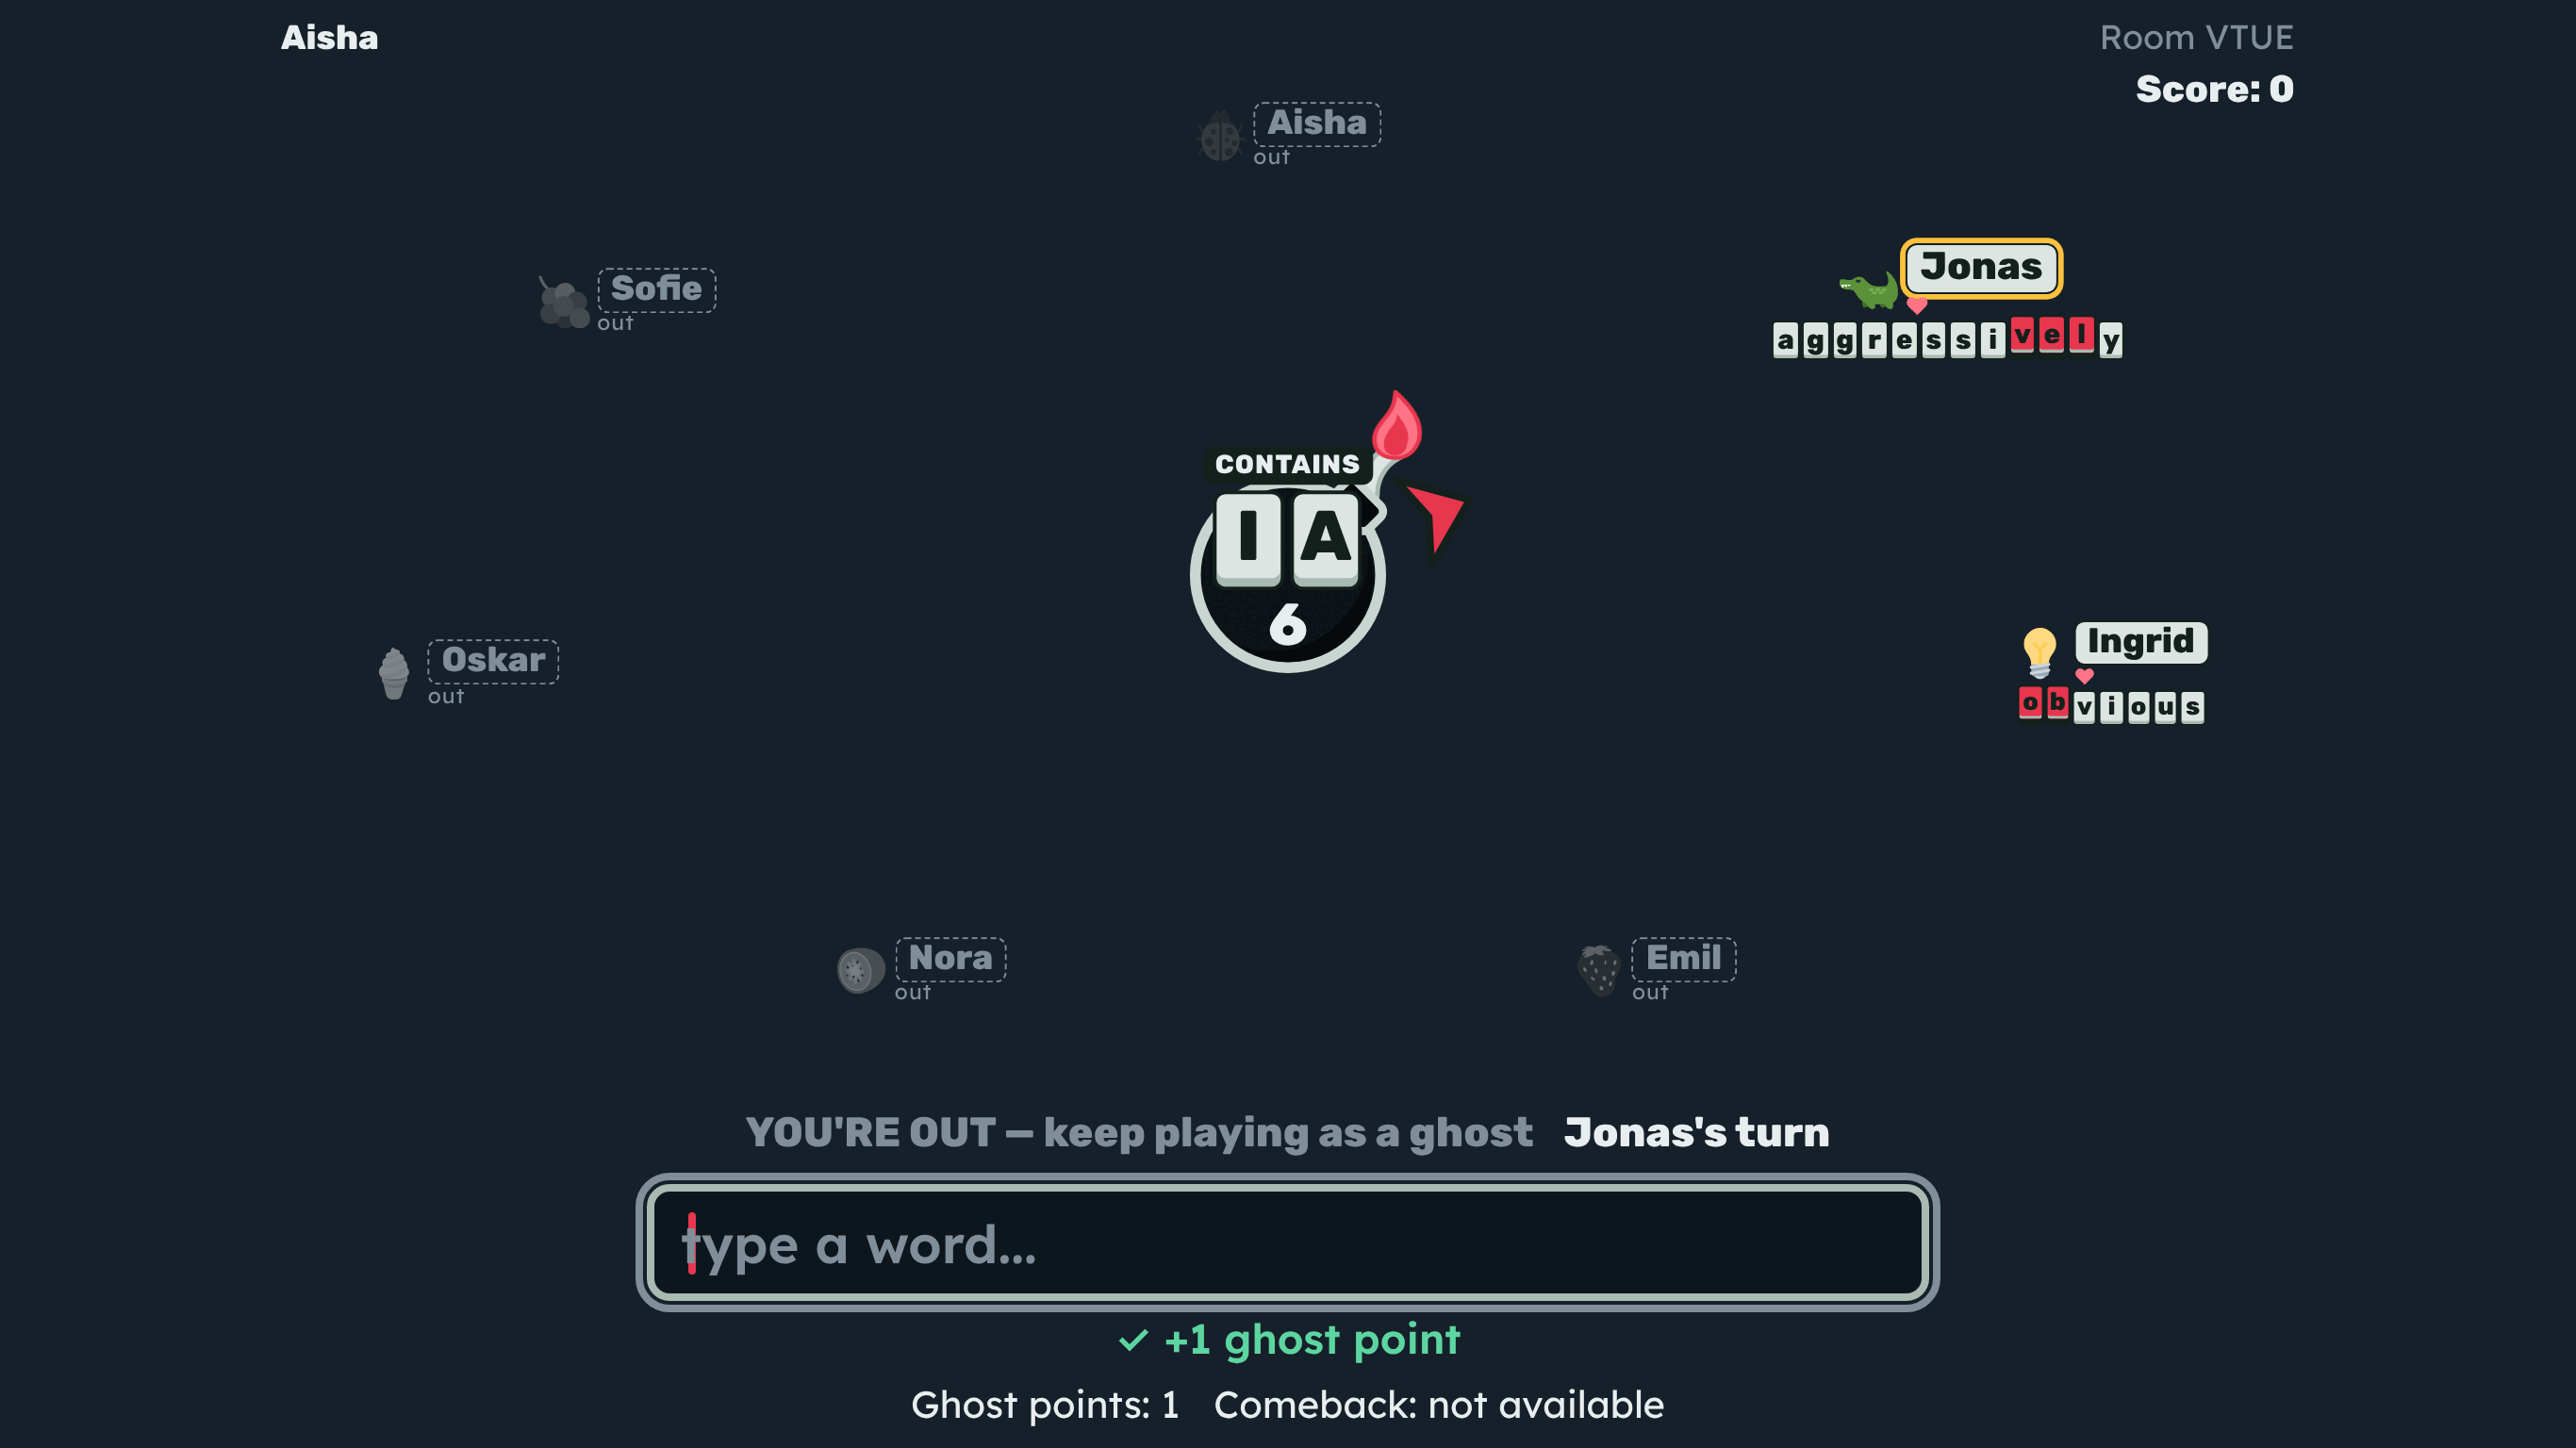 Aisha
Room VTUE
Score: 0
Aisha
out
Sofie
out
Jonas
aggressively
CONTAINS
IA
6
Oskar
out
Ingrid
obvious
Nora
out
Emil
out
YOU'RE OUT — keep playing as a ghost Jonas's turn
type a word...
✓ +1 ghost point
Ghost points: 1 Comeback: not available